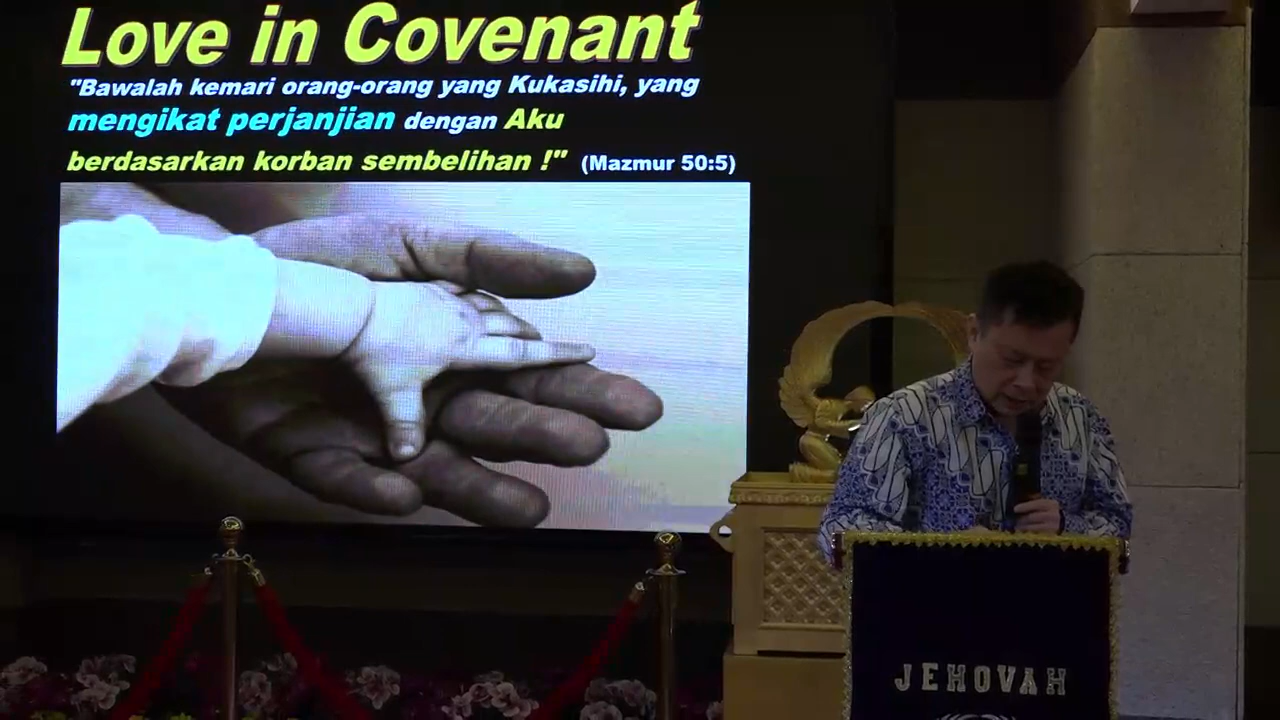 Love in Covenant
"Bawalah kemari orang-orang yang Kukasihi, yang
mengikat perjanjian dengan Aku
berdasarkan korban sembelihan !" (Mazmur 50:5)
JEHOVAH